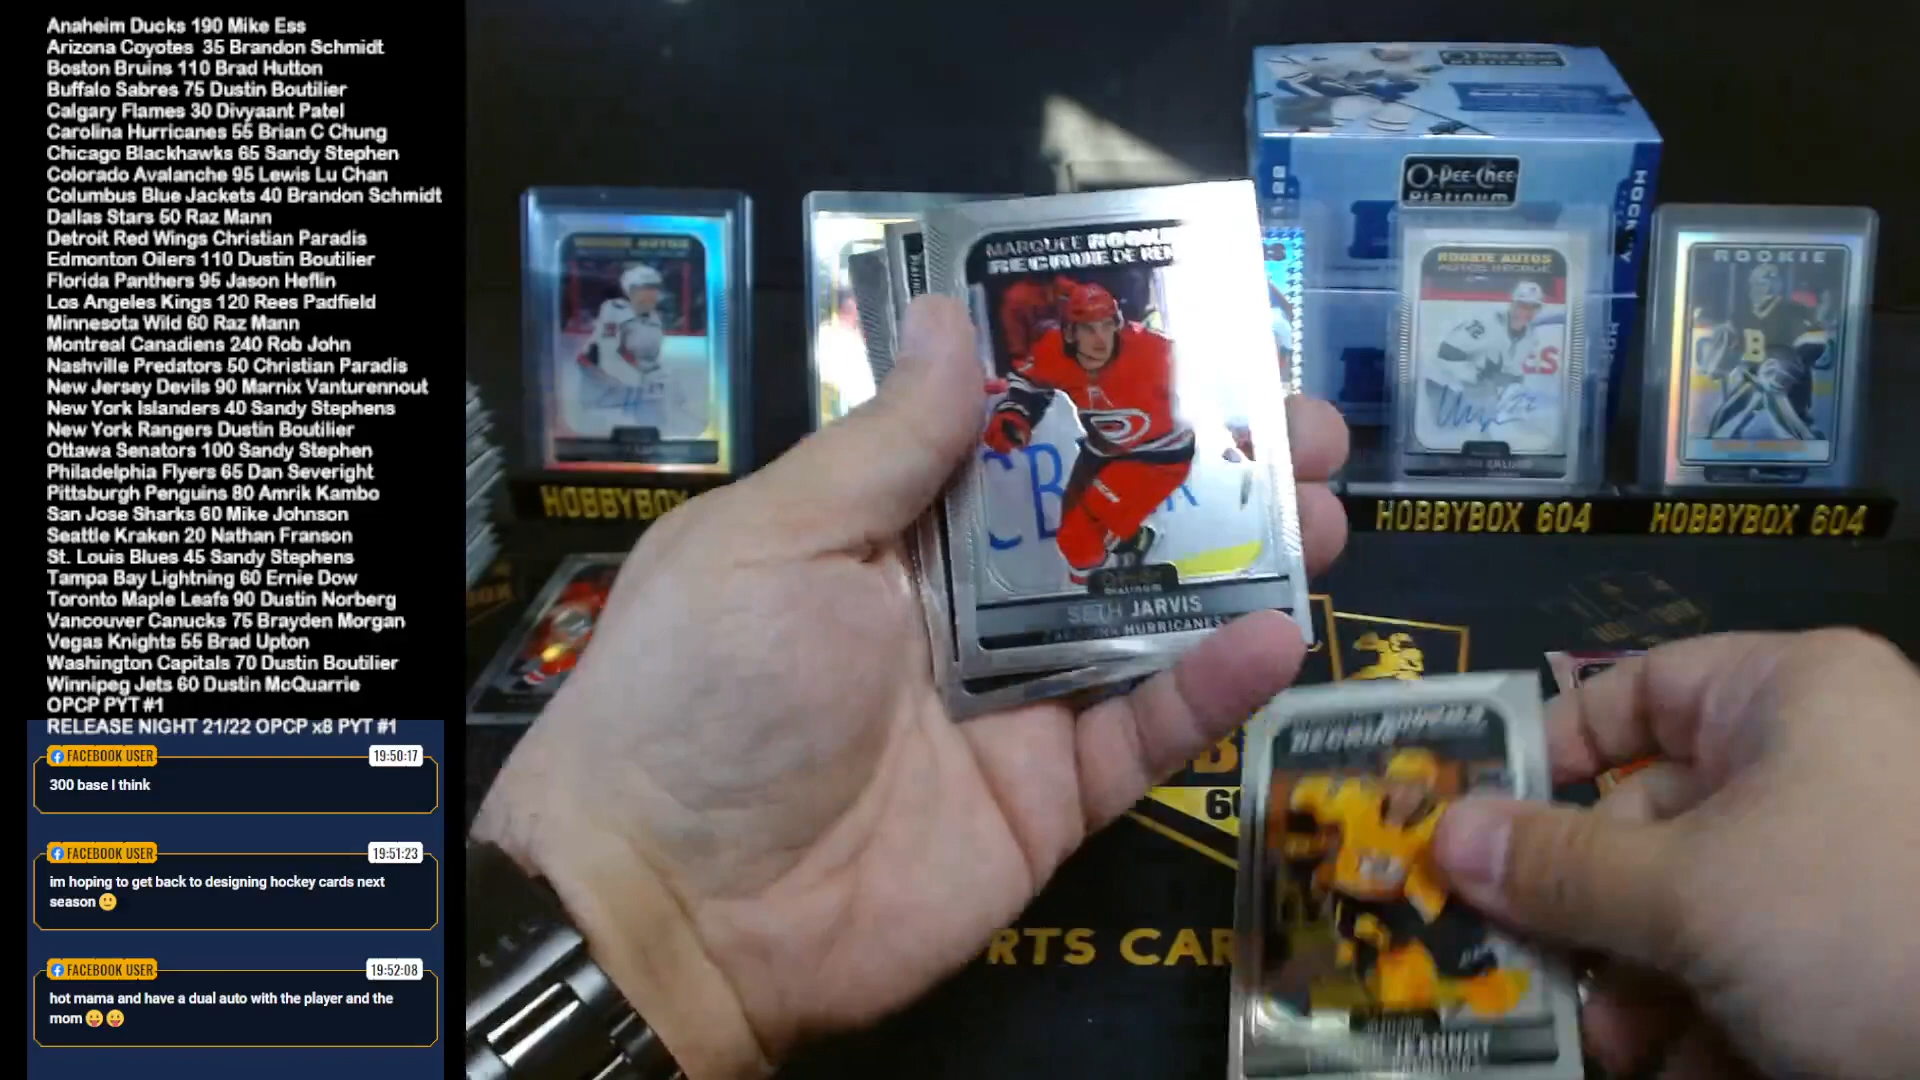 Anaheim Ducks 190 Mike Ess
Arizona Coyotes 35 Brandon Schmidt
Boston Bruins 110 Brad Hutton
Buffalo Sabres 75 Dustin Boutilier
Calgary Flames 30 Divyaant Patel
Carolina Hurricanes 55 Brian C Chung
Chicago Blackhawks 65 Sandy Stephen
Colorado Avalanche 95 Lewis Lu Chan
Columbus Blue Jackets 40 Brandon Schmidt
Dallas Stars 50 Raz Mann
Detroit Red Wings Christian Paradis
Edmonton Oilers 110 Dustin Boutilier
Florida Panthers 95 Jason Heflin
Los Angeles Kings 120 Rees Padfield
Minnesota Wild 60 Raz Mann
Montreal Canadiens 240 Rob John
Nashville Predators 50 Christian Paradis
New Jersey Devils 90 Marnix Vanturennout
New York Islanders 40 Sandy Stephens
New York Rangers Dustin Boutilier
Ottawa Senators 100 Sandy Stephen
Philadelphia Flyers 65 Dan Severight
Pittsburgh Penguins 80 Amrik Kambo
San Jose Sharks 60 Mike Johnson
Seattle Kraken 20 Nathan Franson
St. Louis Blues 45 Sandy Stephens
Tampa Bay Lightning 60 Ernie Dow
Toronto Maple Leafs 90 Dustin Norberg
Vancouver Canucks 75 Brayden Morgan
Vegas Knights 55 Brad Upton
Washington Capitals 70 Dustin Boutilier
Winnipeg Jets 60 Dustin McQuarrie
OPCP PYT #1
RELEASE NIGHT 21/22 OPCP x8 PYT #1
FACEBOOK USER 19:50:17
300 base I think
FACEBOOK USER 19:51:23
im hoping to get back to designing hockey cards next
season 🙂
FACEBOOK USER 19:52:08
hot mama and have a dual auto with the player and the
mom 😛 😛
O-Pee-Chee
Platinum
HOCKEY
ROOKIE AUTOS
ROOKIE
B
MARQUEE ROOKIE
RECRUE DE
SETH JARVIS
HURRICANES
HOBBYBOX
HOBBYBOX 604
HOBBYBOX 604
RTS CAR